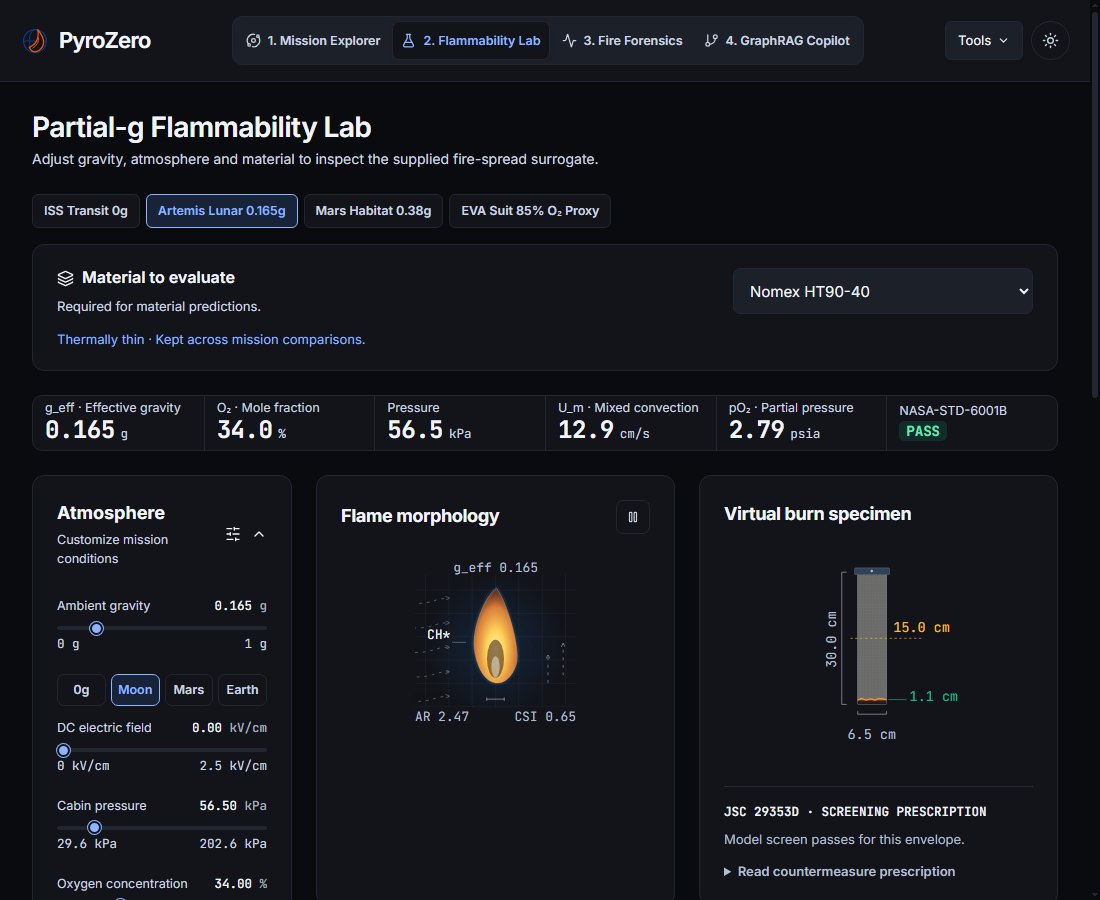 PyroZero
1. Mission Explorer
2. Flammability Lab
3. Fire Forensics
4. GraphRAG Copilot
Tools
Partial-g Flammability Lab
Adjust gravity, atmosphere and material to inspect the supplied fire-spread surrogate.
ISS Transit 0g
Artemis Lunar 0.165g
Mars Habitat 0.38g
EVA Suit 85% O₂ Proxy
Material to evaluate
Required for material predictions.
Thermally thin · Kept across mission comparisons.
Nomex HT90-40
g_eff · Effective gravity
0.165 g
O₂ · Mole fraction
34.0 %
Pressure
56.5 kPa
U_m · Mixed convection
12.9 cm/s
pO₂ · Partial pressure
2.79 psia
NASA-STD-6001B
PASS
Atmosphere
Customize mission
conditions
Ambient gravity 0.165 g
0 g 1 g
0g Moon Mars Earth
DC electric field 0.00 kV/cm
0 kV/cm 2.5 kV/cm
Cabin pressure 56.50 kPa
29.6 kPa 202.6 kPa
Oxygen concentration 34.00 %
Flame morphology
g_eff 0.165
CH*
AR 2.47 CSI 0.65
Virtual burn specimen
30.0 cm
15.0 cm
1.1 cm
6.5 cm
JSC 29353D · SCREENING PRESCRIPTION
Model screen passes for this envelope.
Read countermeasure prescription